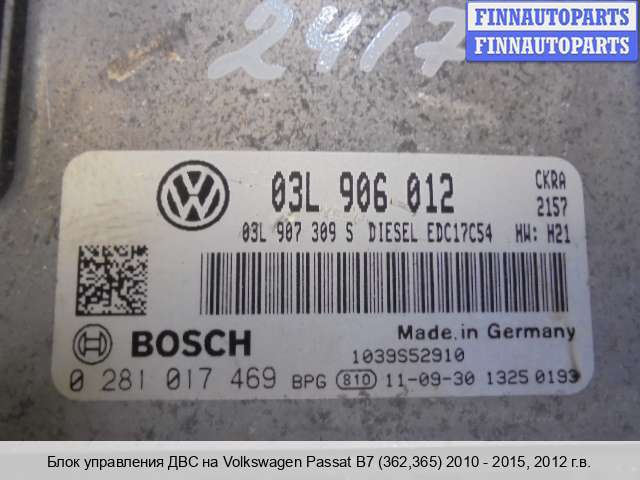 FINNAUTOPARTS
FINNAUTOPARTS
2417
03L 906 012
CKRA
2157
03L 907 309 S DIESEL EDC17C54 HW: H21
BOSCH
Made in Germany
1039S52910
0 281 017 469 BPG 810 11-09-30 1325 0193
Блок управления ДВС на Volkswagen Passat B7 (362,365) 2010 - 2015, 2012 г.в.